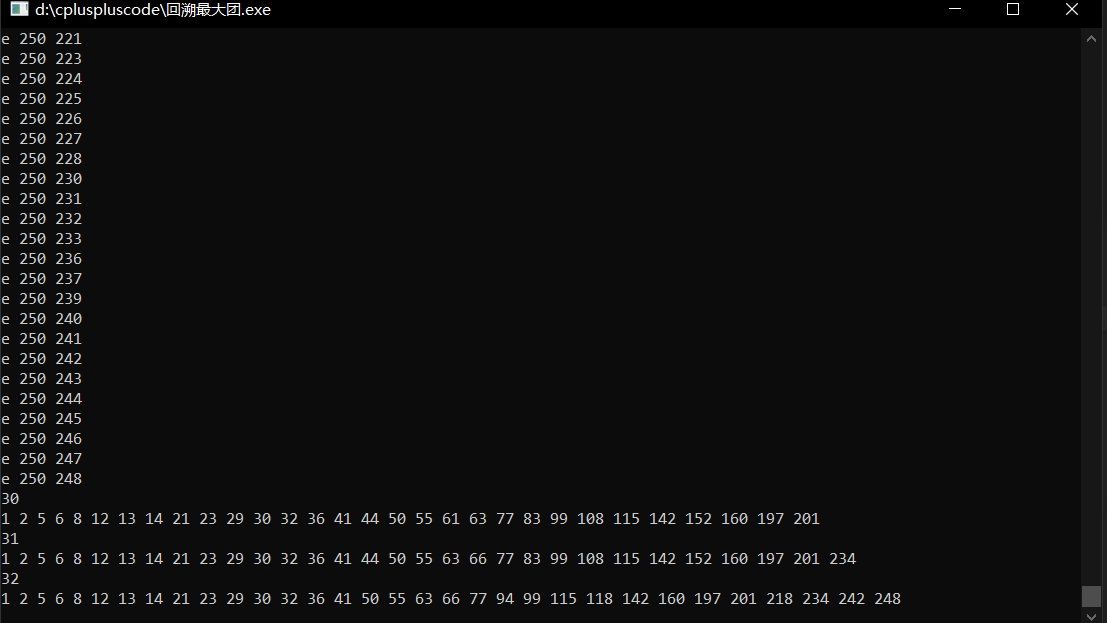 d:\cpluspluscode\回溯最大团.exe
e 250 221
e 250 223
e 250 224
e 250 225
e 250 226
e 250 227
e 250 228
e 250 230
e 250 231
e 250 232
e 250 233
e 250 236
e 250 237
e 250 239
e 250 240
e 250 241
e 250 242
e 250 243
e 250 244
e 250 245
e 250 246
e 250 247
e 250 248
30
1 2 5 6 8 12 13 14 21 23 29 30 32 36 41 44 50 55 61 63 77 83 99 108 115 142 152 160 197 201
31
1 2 5 6 8 12 13 14 21 23 29 30 32 36 41 44 50 55 63 66 77 83 99 108 115 142 152 160 197 201 234
32
1 2 5 6 8 12 13 14 21 23 29 30 32 36 41 50 55 63 66 77 94 99 115 118 142 160 197 201 218 234 242 248